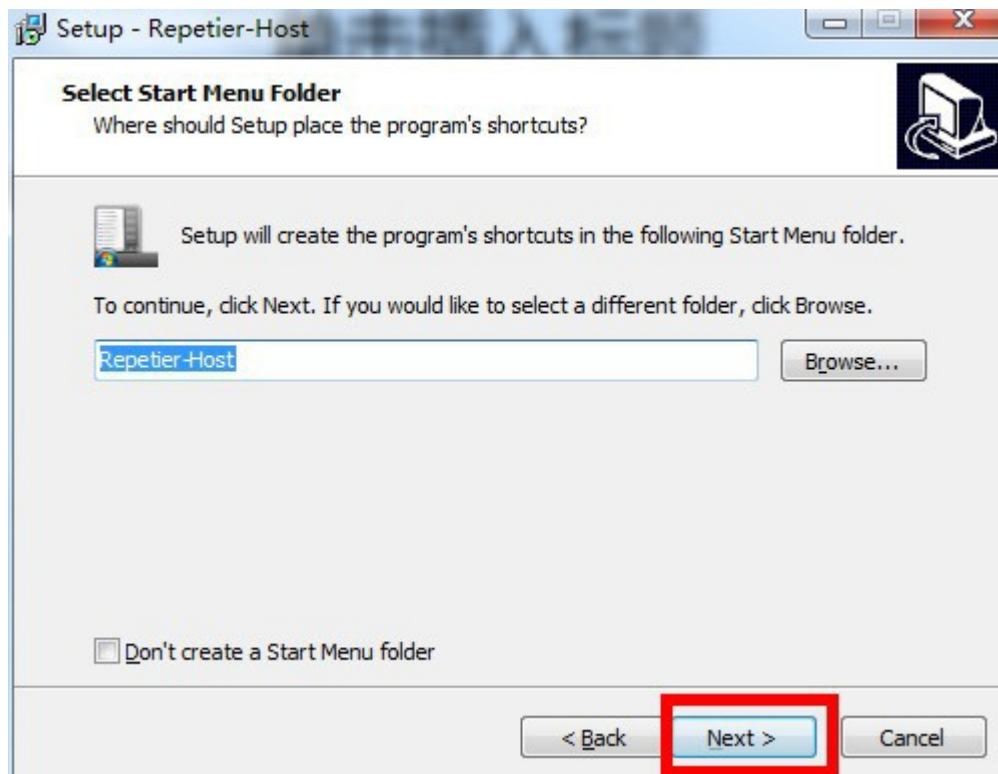 Setup - Repetier-Host
Select Start Menu Folder
Where should Setup place the program's shortcuts?
Setup will create the program's shortcuts in the following Start Menu folder.
To continue, click Next. If you would like to select a different folder, click Browse.
Repetier-Host
Browse...
Don't create a Start Menu folder
< Back
Next >
Cancel